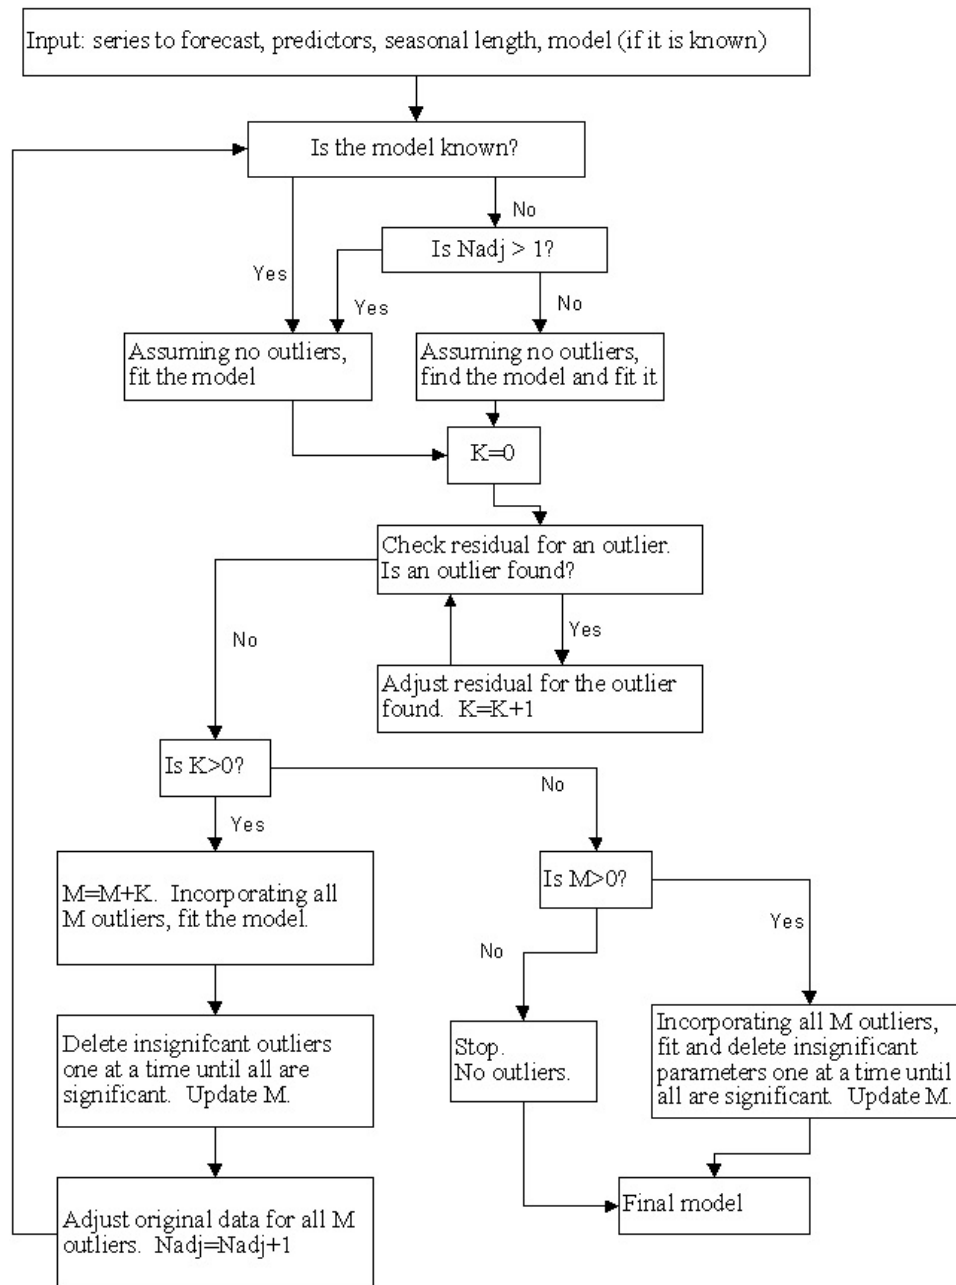 Input: series to forecast, predictors, seasonal length, model (if it is known)
Is the model known?
No
Is Nadj > 1?
Yes
Yes
No
Assuming no outliers,
fit the model
Assuming no outliers,
find the model and fit it
K=0
Check residual for an outlier.
Is an outlier found?
No
Yes
Adjust residual for the outlier
found. K=K+1
Is K>0?
No
Yes
M=M+K. Incorporating all
M outliers, fit the model.
Is M>0?
No
Yes
Delete insignifcant outliers
one at a time until all are
significant. Update M.
Stop.
No outliers.
Incorporating all M outliers,
fit and delete insignificant
parameters one at a time until
all are significant. Update M.
Adjust original data for all M
outliers. Nadj=Nadj+1
Final model